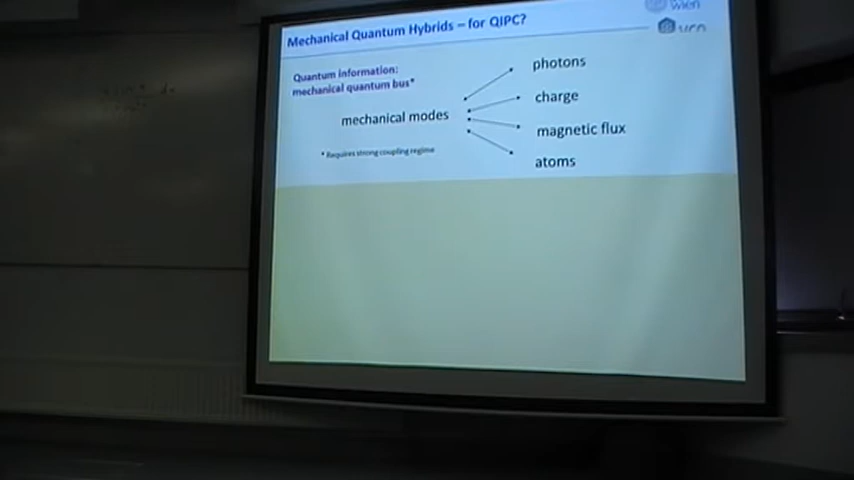 Mechanical Quantum Hybrids – for QIPC?
wien
Quantum information:
mechanical quantum bus*
mechanical modes
photons
charge
magnetic flux
atoms
* Requires strong coupling regime